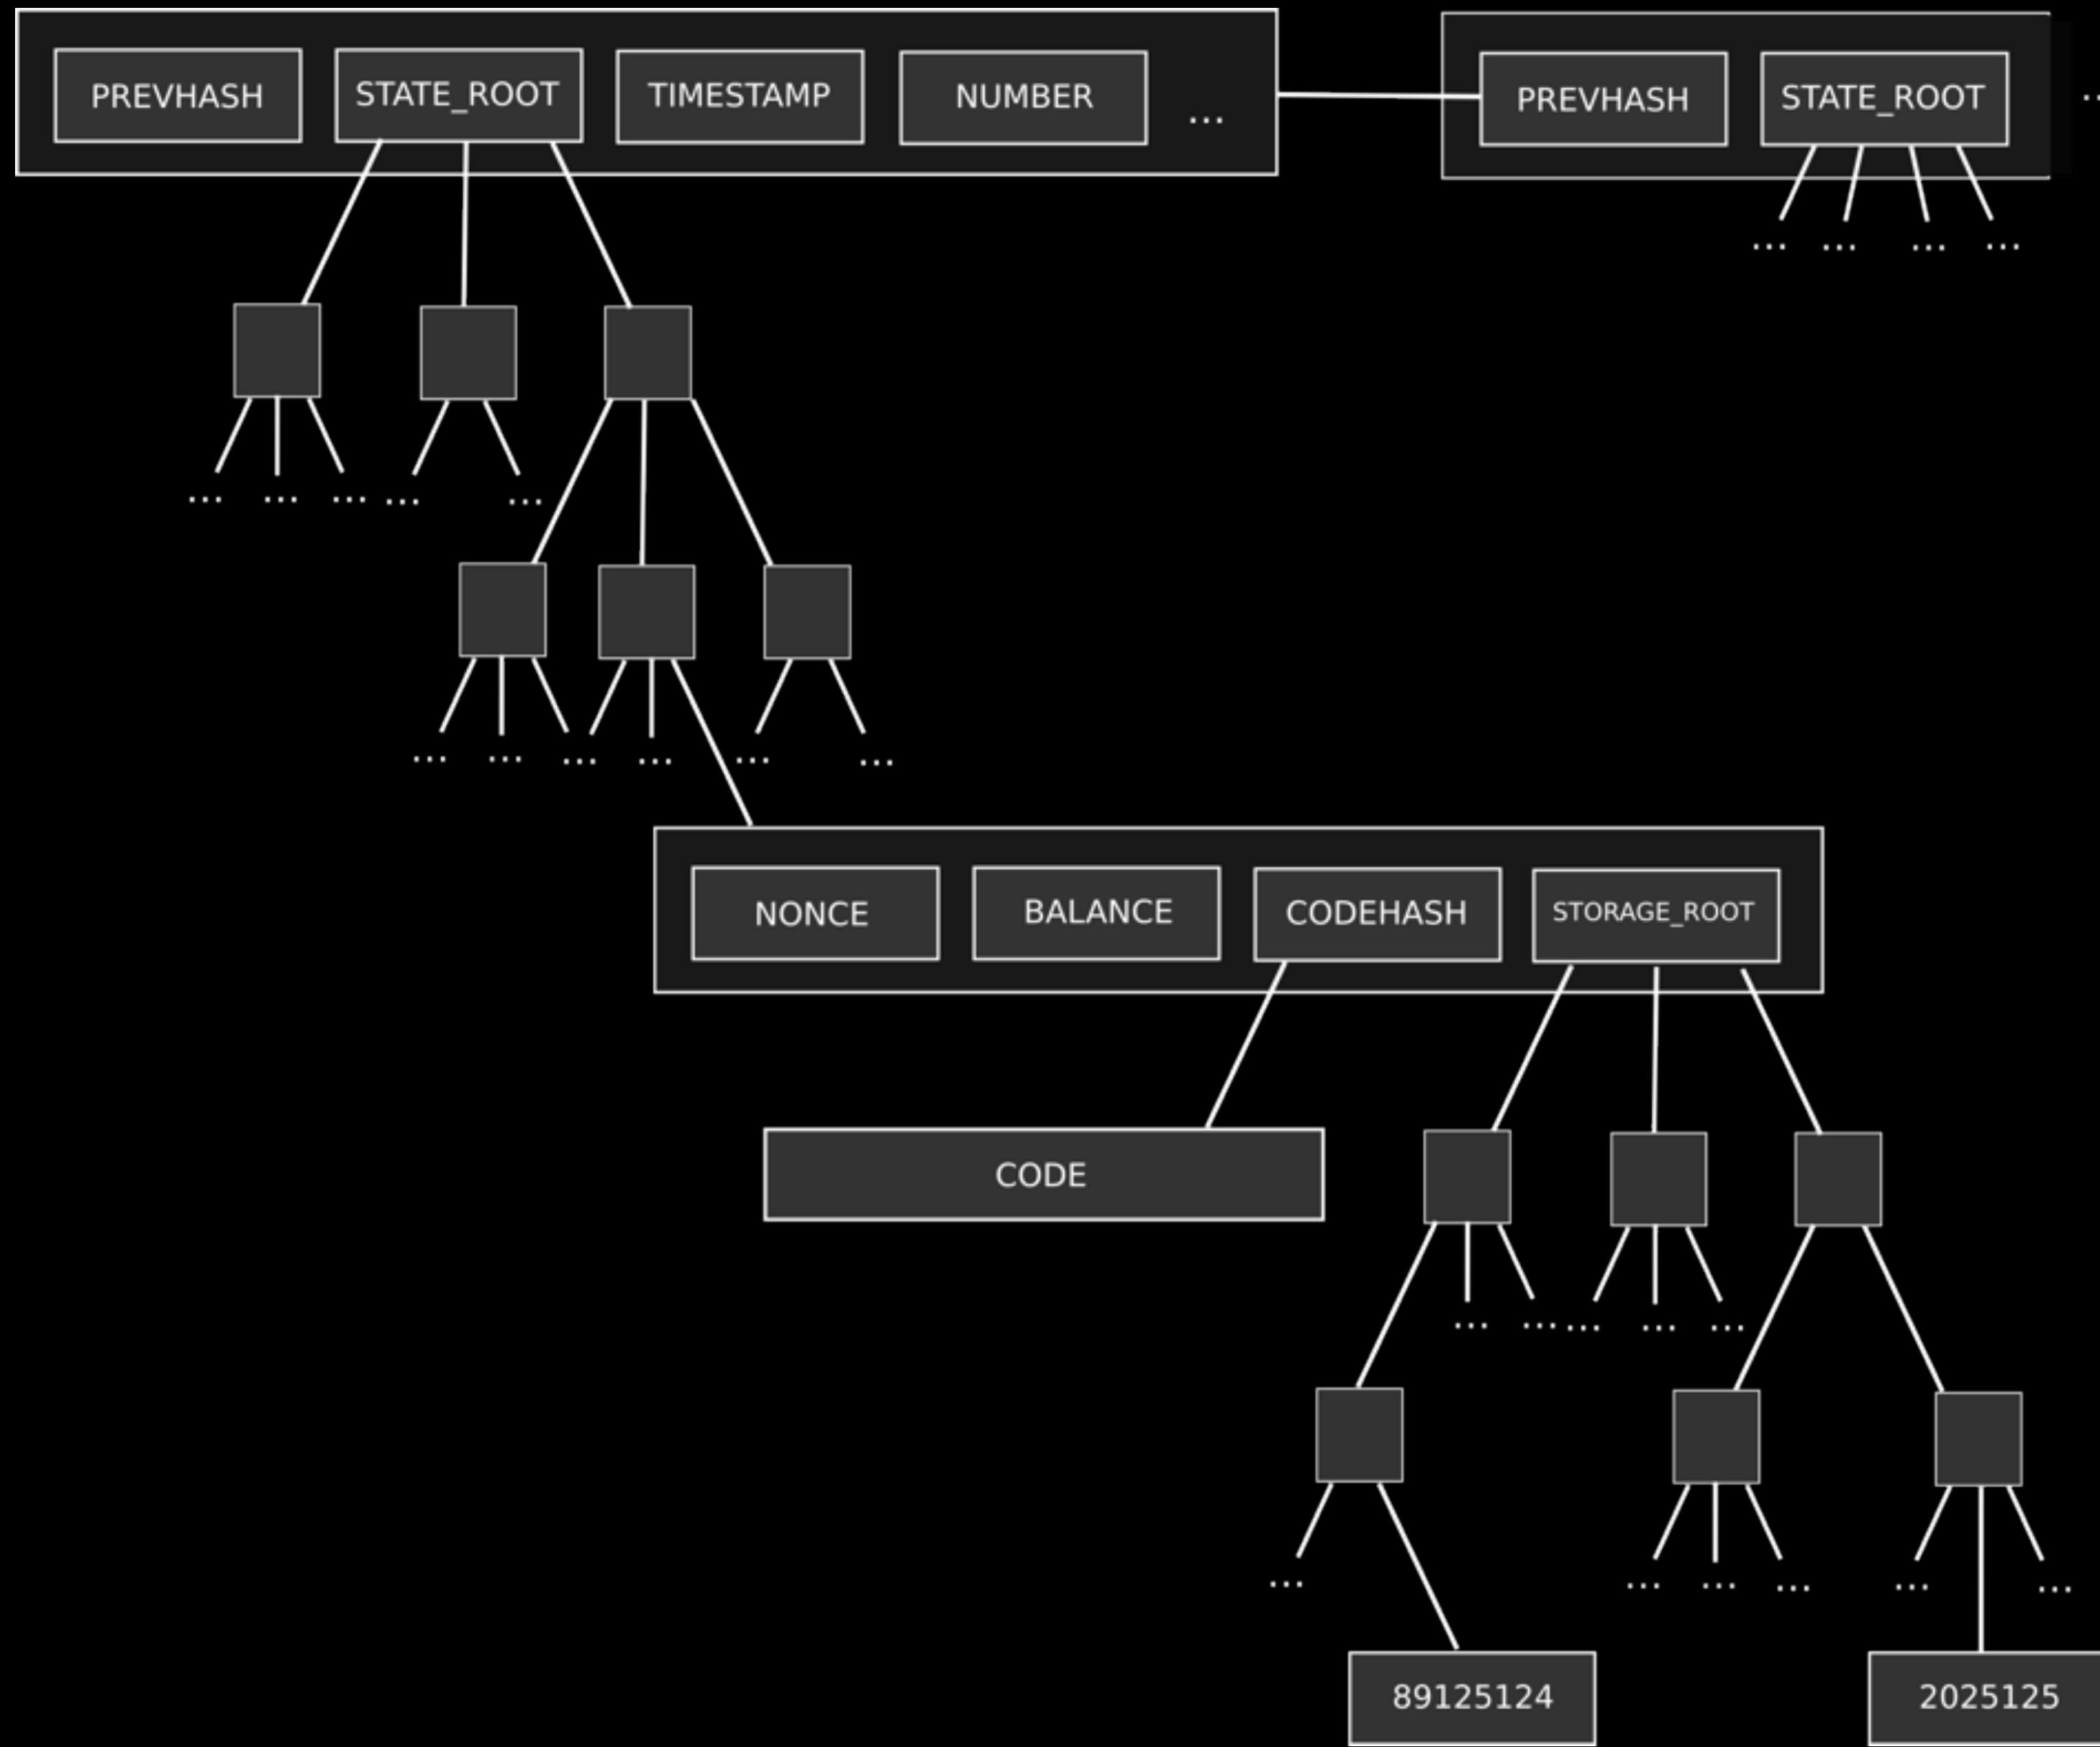 PREVHASH
STATE_ROOT
TIMESTAMP
NUMBER
...
PREVHASH
STATE_ROOT
...
... ... ... ...
... ... ... ... ...
... ... ... ... ... ...
NONCE
BALANCE
CODEHASH
STORAGE_ROOT
CODE
... ... ... ... ...
... ... ... ... ... ...
89125124
2025125